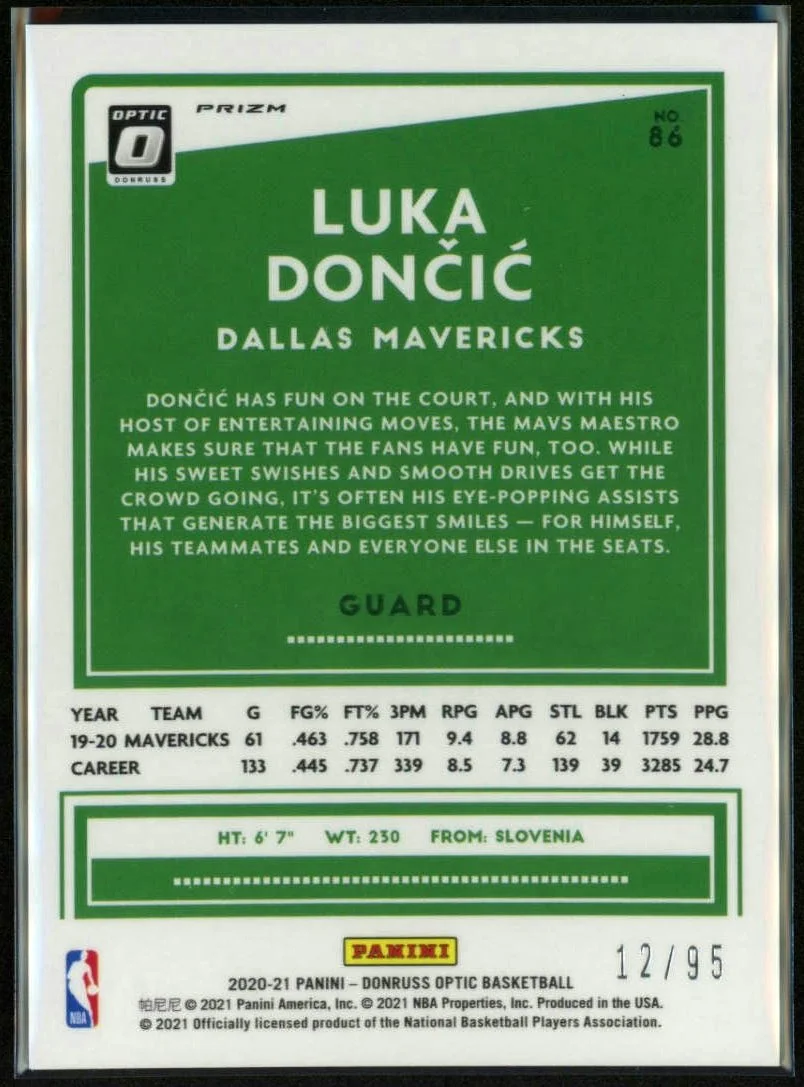 OPTIC
O
DONRUSS
PRIZM
NO.
86
LUKA
DONČIĆ
DALLAS MAVERICKS
DONČIĆ HAS FUN ON THE COURT, AND WITH HIS
HOST OF ENTERTAINING MOVES, THE MAVS MAESTRO
MAKES SURE THAT THE FANS HAVE FUN, TOO. WHILE
HIS SWEET SWISHES AND SMOOTH DRIVES GET THE
CROWD GOING, IT'S OFTEN HIS EYE-POPPING ASSISTS
THAT GENERATE THE BIGGEST SMILES — FOR HIMSELF,
HIS TEAMMATES AND EVERYONE ELSE IN THE SEATS.
GUARD
YEAR TEAM G FG% FT% 3PM RPG APG STL BLK PTS PPG
19-20 MAVERICKS 61 .463 .758 171 9.4 8.8 62 14 1759 28.8
CAREER 133 .445 .737 339 8.5 7.3 139 39 3285 24.7
HT: 6' 7" WT: 230 FROM: SLOVENIA
PANINI
12/95
2020-21 PANINI – DONRUSS OPTIC BASKETBALL
帕尼尼 © 2021 Panini America, Inc. © 2021 NBA Properties, Inc. Produced in the USA.
© 2021 Officially licensed product of the National Basketball Players Association.
NBA